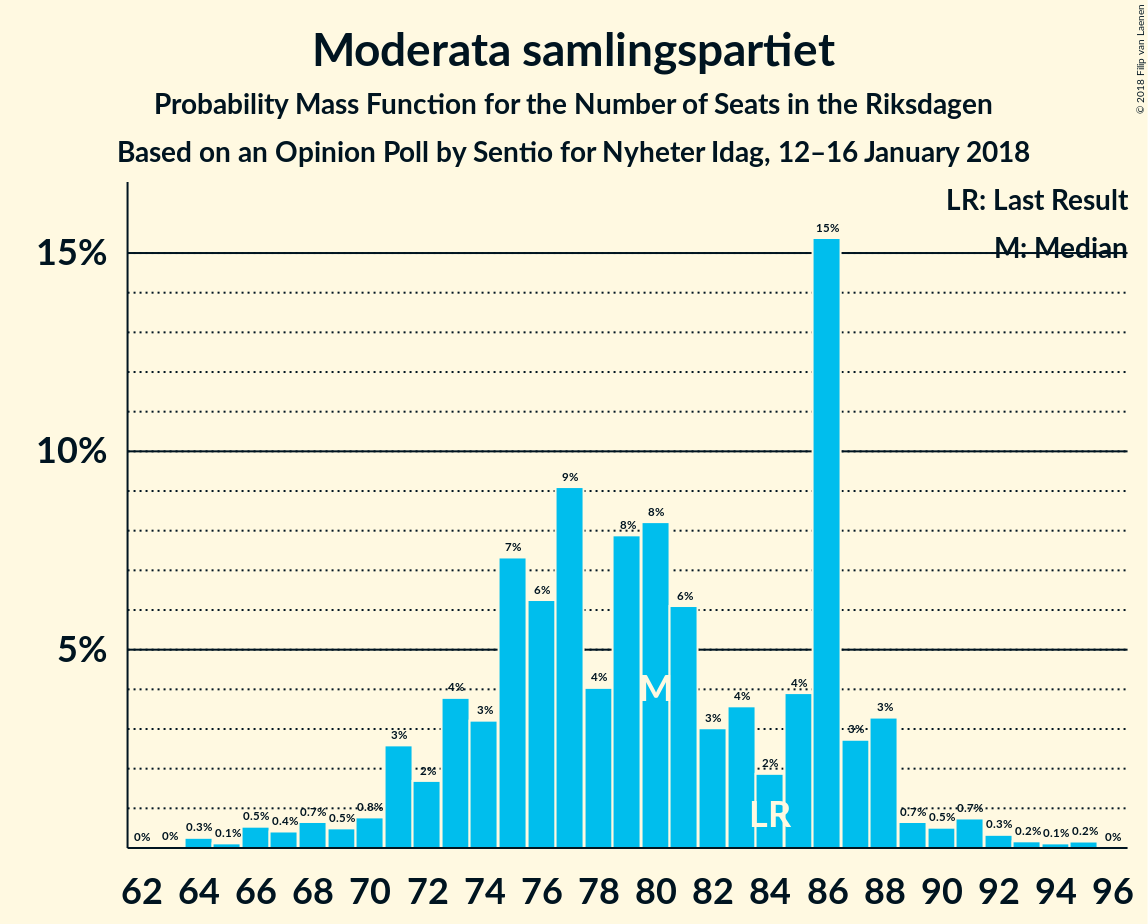 Moderata samlingspartiet
Probability Mass Function for the Number of Seats in the Riksdagen
Based on an Opinion Poll by Sentio for Nyheter Idag, 12–16 January 2018
© 2018 Filip van Laenen
LR: Last Result
M: Median
15%
10%
5%
0% 0% 0.3% 0.1% 0.5% 0.4% 0.7% 0.5% 0.8% 3% 2% 4% 3% 7% 6% 9% 4% 8% 8% 6% 3% 4% 2% 4% 15% 3% 3% 0.7% 0.5% 0.7% 0.3% 0.2% 0.1% 0.2% 0%
M
LR
62 64 66 68 70 72 74 76 78 80 82 84 86 88 90 92 94 96